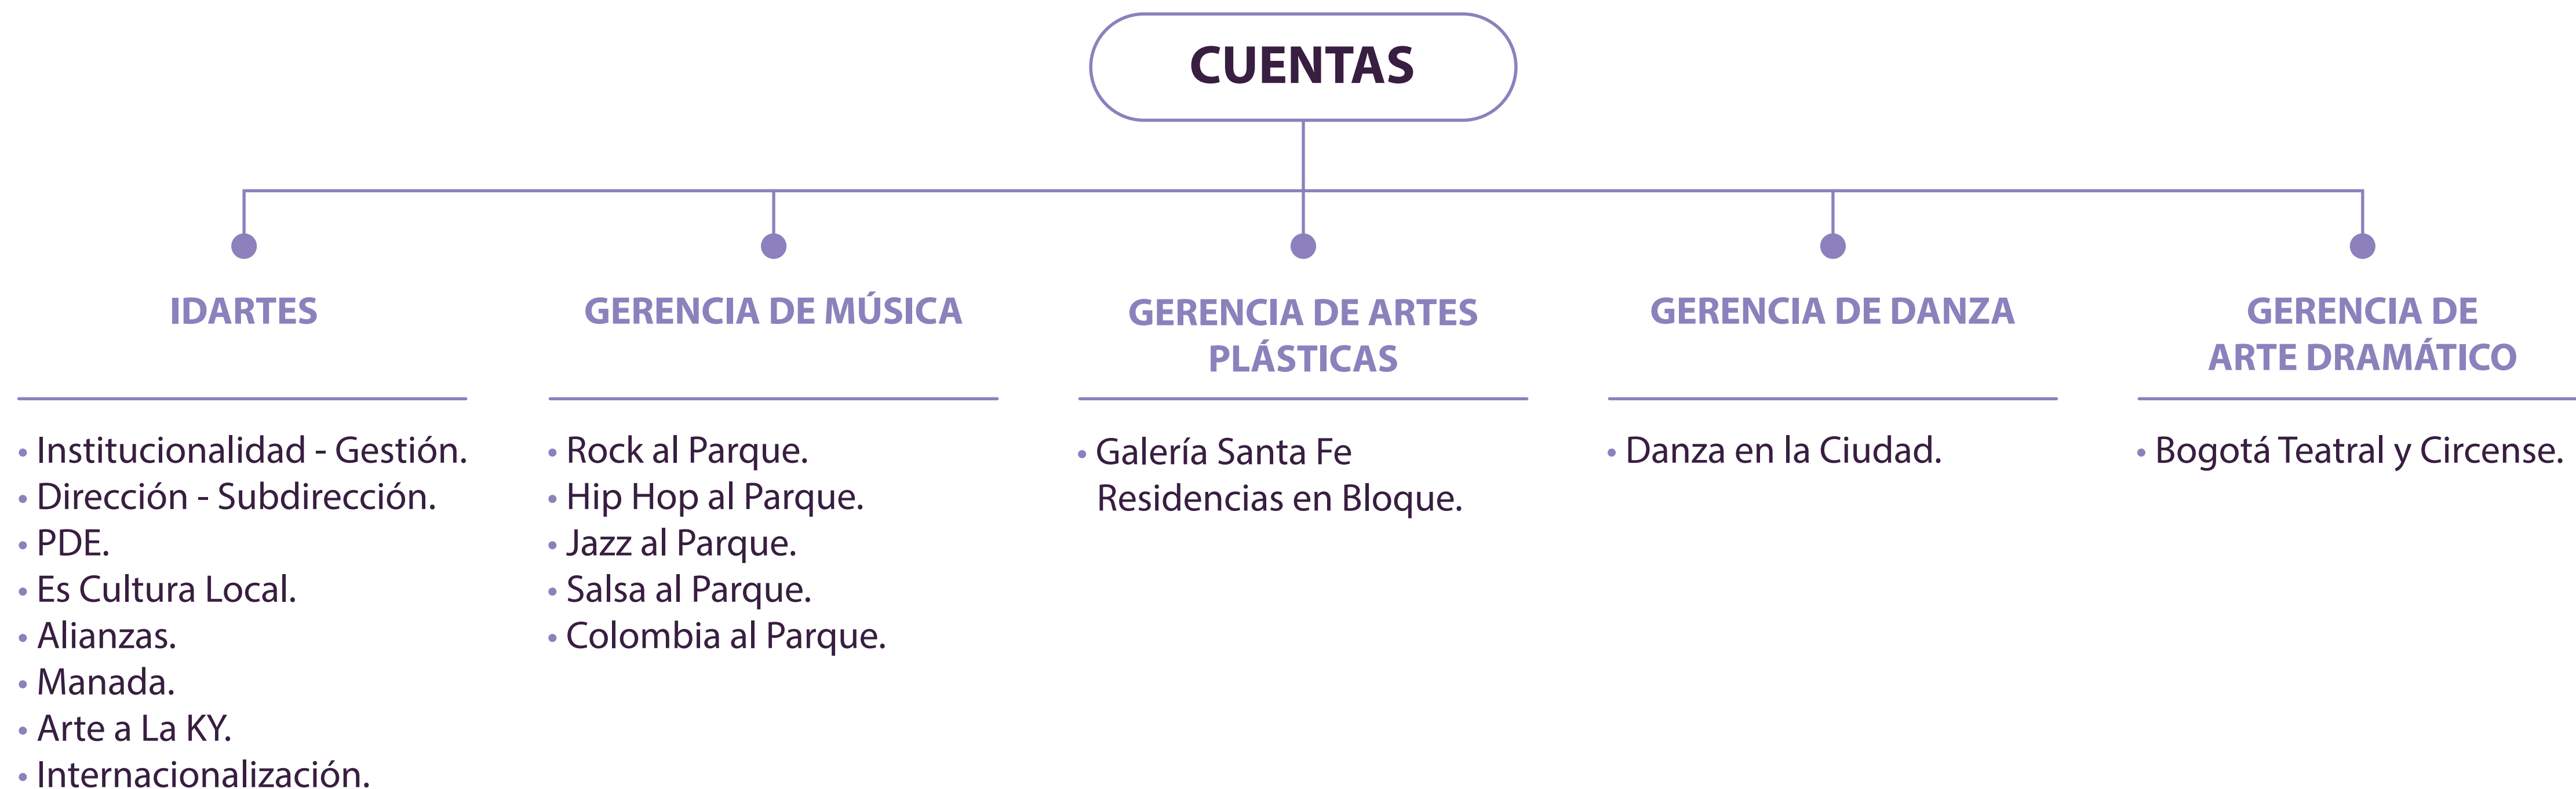 CUENTAS
IDARTES
• Institucionalidad - Gestión.
• Dirección - Subdirección.
• PDE.
• Es Cultura Local.
• Alianzas.
• Manada.
• Arte a La KY.
• Internacionalización.
GERENCIA DE MÚSICA
• Rock al Parque.
• Hip Hop al Parque.
• Jazz al Parque.
• Salsa al Parque.
• Colombia al Parque.
GERENCIA DE ARTES
PLÁSTICAS
• Galería Santa Fe
Residencias en Bloque.
GERENCIA DE DANZA
• Danza en la Ciudad.
GERENCIA DE
ARTE DRAMÁTICO
• Bogotá Teatral y Circense.